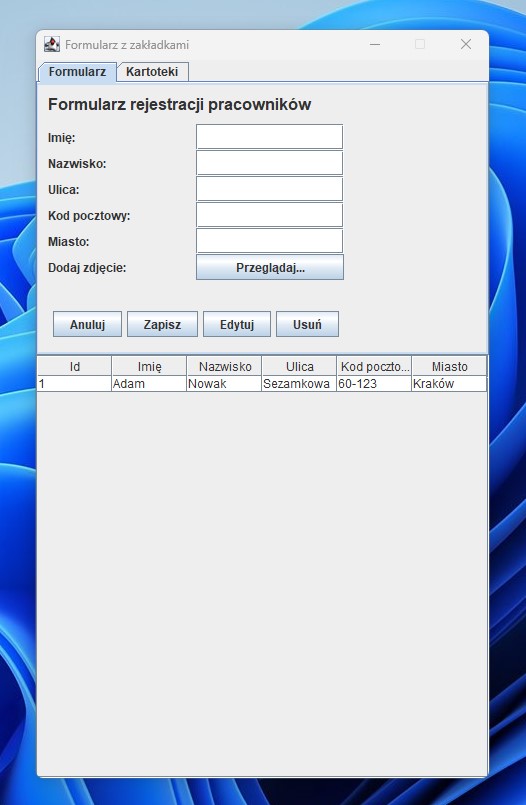 Formularz z zakładkami
Formularz Kartoteki
Formularz rejestracji pracowników
Imię:
Nazwisko:
Ulica:
Kod pocztowy:
Miasto:
Dodaj zdjęcie: Przeglądaj...
Anuluj Zapisz Edytuj Usuń
Id Imię Nazwisko Ulica Kod poczto... Miasto
1 Adam Nowak Sezamkowa 60-123 Kraków